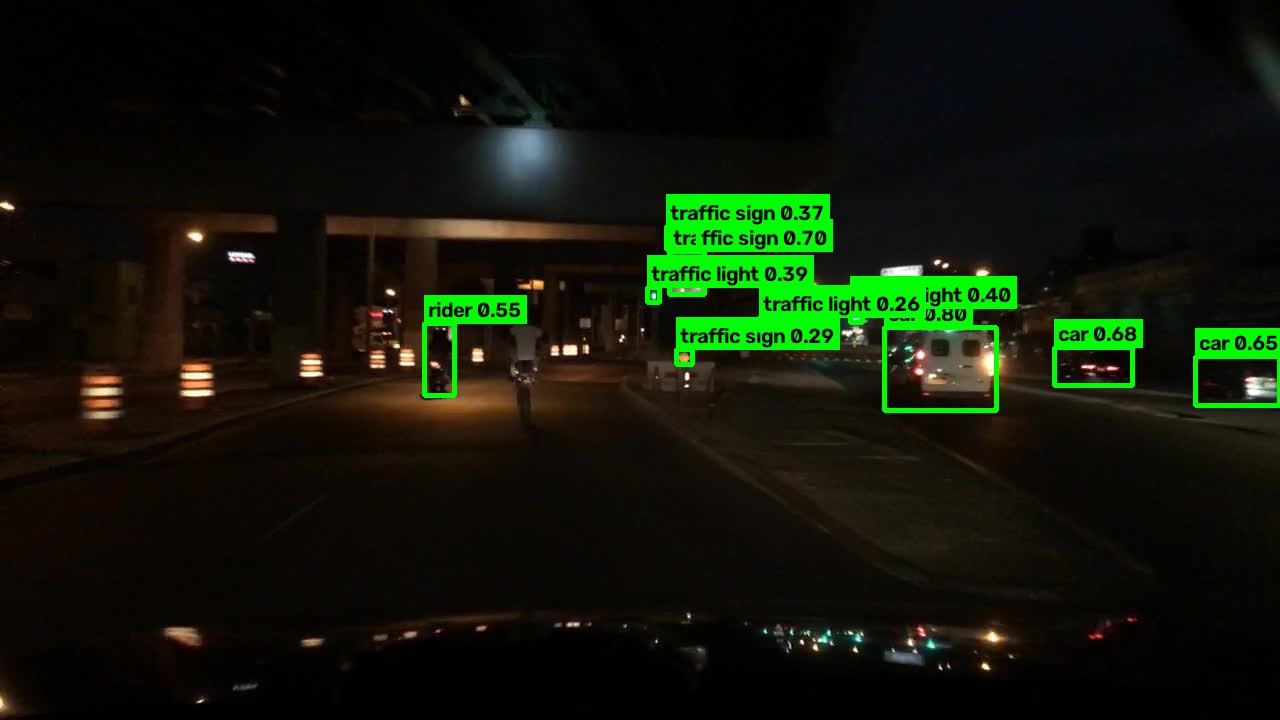 traffic sign 0.37
traffic sign 0.70
traffic light 0.39
ight 0.40
traffic light 0.26
car 0.80
rider 0.55
car 0.68
traffic sign 0.29
car 0.65